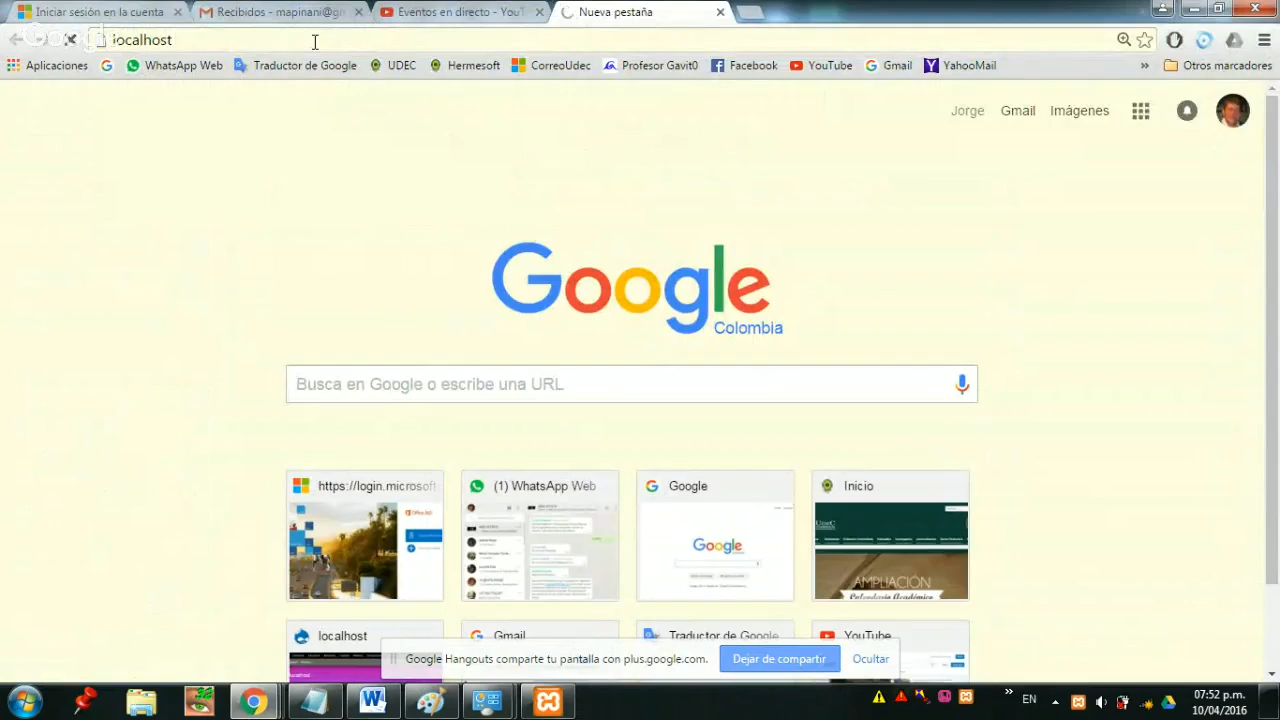 Iniciar sesión en la cuenta
Recibidos - mapinani@gm
Eventos en directo - YouT
Nueva pestaña
localhost
Aplicaciones
WhatsApp Web
Traductor de Google
UDEC
Hermesoft
CorreoUdec
Profesor Gavit0
Facebook
YouTube
Gmail
YahooMail
»
Otros marcadores
Jorge
Gmail
Imágenes
Google
Colombia
Busca en Google o escribe una URL
https://login.microsoft
(1) WhatsApp Web
Google
Inicio
Google
AMPLIACIÓN
Calendario Académico
localhost
Gmail
Traductor de Google
YouTube
Google Hangouts comparte tu pantalla con plus.google.com.
Dejar de compartir
Ocultar
»
EN
07:52 p.m.
10/04/2016